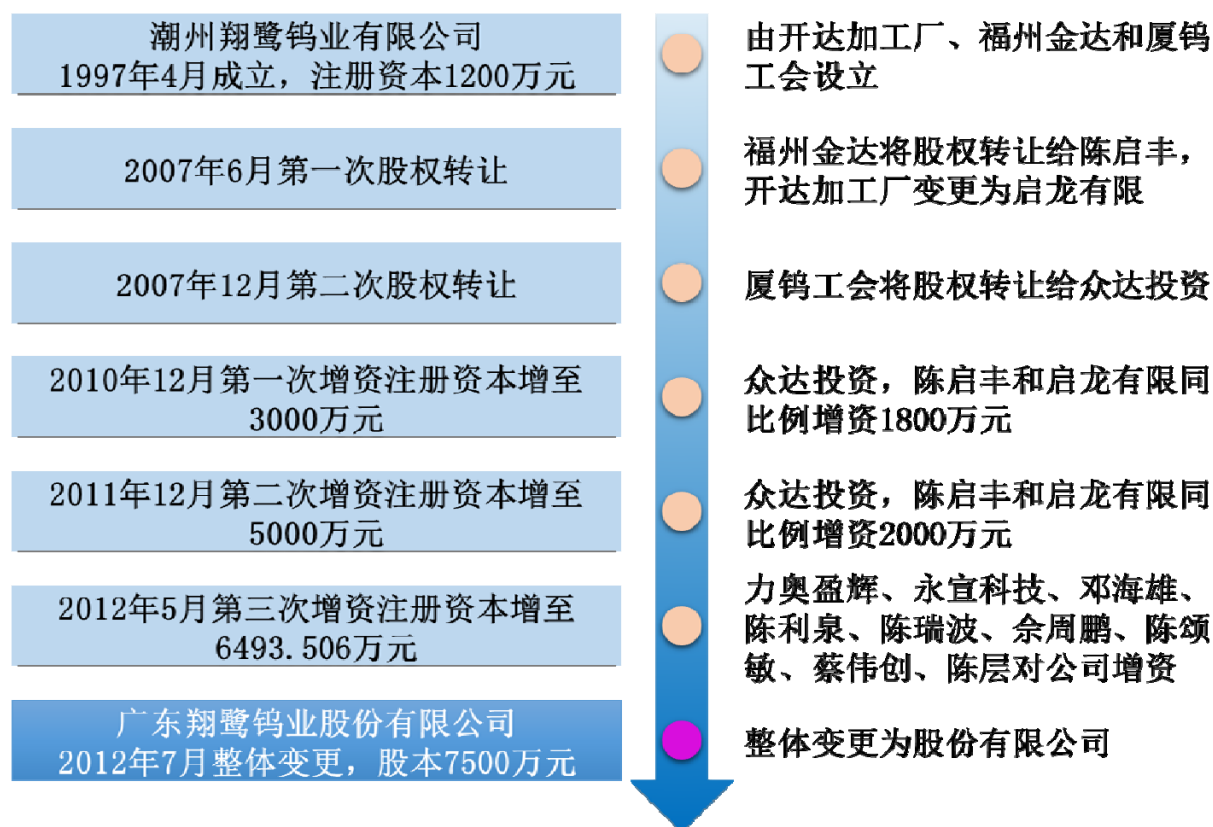 潮州翔鹭钨业有限公司
1997年4月成立，注册资本1200万元
由开达加工厂、福州金达和厦钨
工会设立
2007年6月第一次股权转让
福州金达将股权转让给陈启丰，
开达加工厂变更为启龙有限
2007年12月第二次股权转让
厦钨工会将股权转让给众达投资
2010年12月第一次增资注册资本增至
3000万元
众达投资，陈启丰和启龙有限同
比例增资1800万元
2011年12月第二次增资注册资本增至
5000万元
众达投资，陈启丰和启龙有限同
比例增资2000万元
2012年5月第三次增资注册资本增至
6493.506万元
力奥盈辉、永宣科技、邓海雄、
陈利泉、陈瑞波、余周鹏、陈颂
敏、蔡伟创、陈层对公司增资
广东翔鹭钨业股份有限公司
2012年7月整体变更，股本7500万元
整体变更为股份有限公司